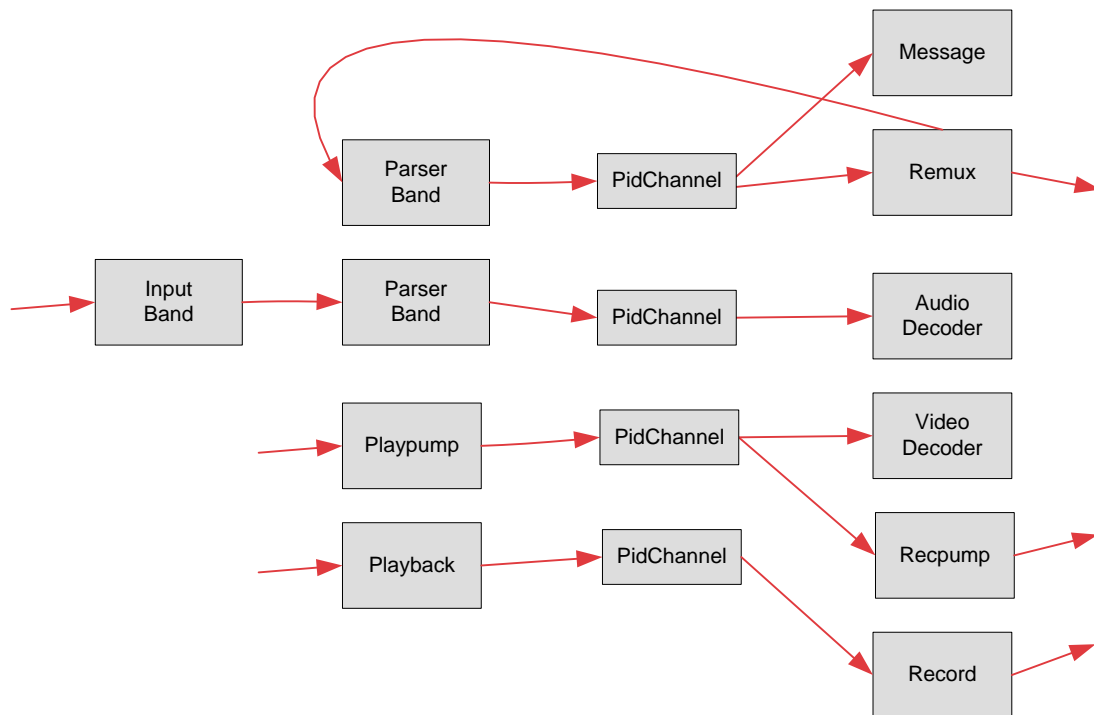 Message
Parser
Band
PidChannel
Remux
Input
Band
Parser
Band
PidChannel
Audio
Decoder
Playpump
PidChannel
Video
Decoder
Playback
PidChannel
Recpump
Record